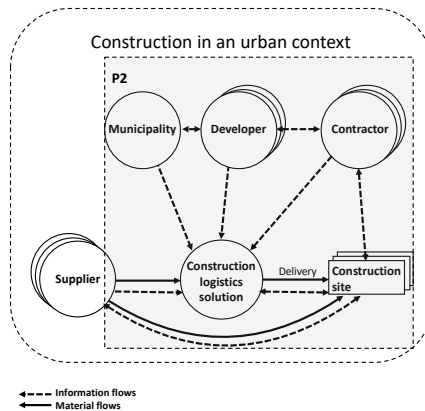 Construction in an urban context
P2
Municipality
Developer
Contractor
Supplier
Construction
logistics
solution
Delivery
Construction
site
Information flows
Material flows